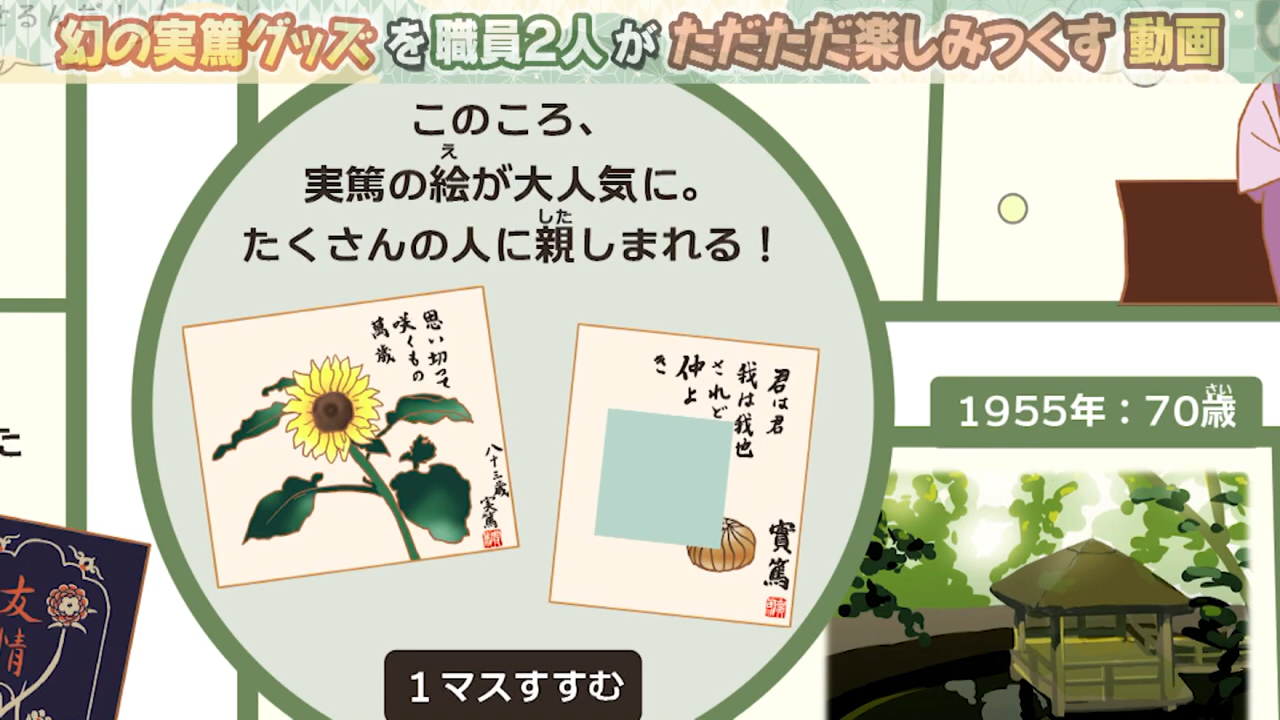 幻の実篤グッズを職員2人がただただ楽しみつくす動画
このころ、
実篤の絵が大人気に。
たくさんの人に親しまれる！
思い切って
咲くもの
萬歳
八十三歳 実篤
君は君
我は我也
されど
仲よ
き
實篤
1マスすすむ
1955年：70歳
た
友情